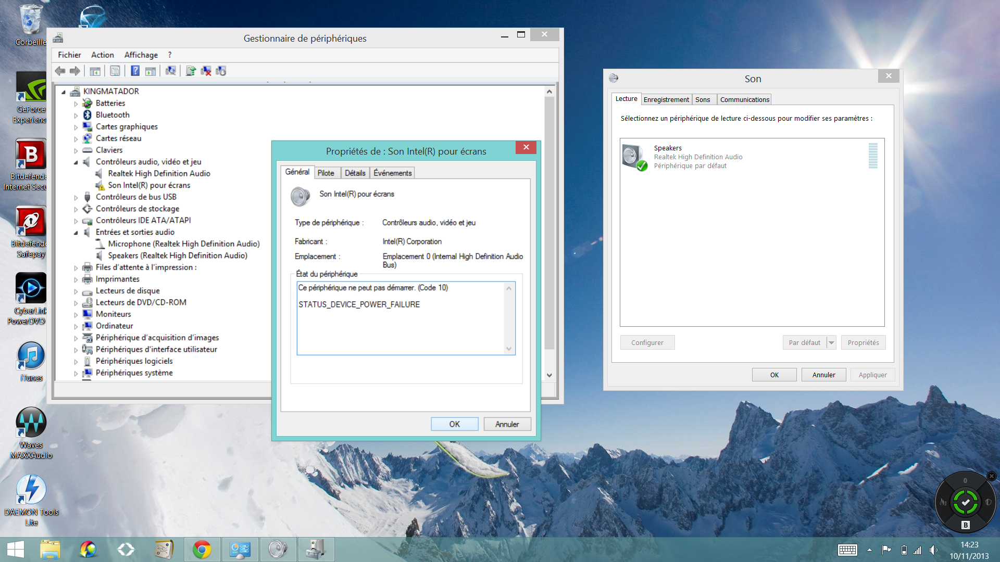 Corbeille
GeForce
Experience
Bitdefende
Internet Secu
Bitdefende
Safepay
CyberLink
PowerDVD
iTunes
Waves
MAXXAudio
DAEMON Tools
Lite
Gestionnaire de périphériques
Fichier Action Affichage ?
KINGMATADOR
Batteries
Bluetooth
Cartes graphiques
Cartes réseau
Claviers
Contrôleurs audio, vidéo et jeu
Realtek High Definition Audio
Son Intel(R) pour écrans
Contrôleurs de bus USB
Contrôleurs de stockage
Contrôleurs IDE ATA/ATAPI
Entrées et sorties audio
Microphone (Realtek High Definition Audio)
Speakers (Realtek High Definition Audio)
Files d'attente à l'impression :
Imprimantes
Lecteurs de disque
Lecteurs de DVD/CD-ROM
Moniteurs
Ordinateur
Périphérique d'acquisition d'images
Périphériques d'interface utilisateur
Périphériques logiciels
Périphériques système
Propriétés de : Son Intel(R) pour écrans
Général Pilote Détails Événements
Son Intel(R) pour écrans
Type de périphérique : Contrôleurs audio, vidéo et jeu
Fabricant : Intel(R) Corporation
Emplacement : Emplacement 0 (Internal High Definition Audio
Bus)
État du périphérique
Ce périphérique ne peut pas démarrer. (Code 10)
STATUS_DEVICE_POWER_FAILURE
OK Annuler
Son
Lecture Enregistrement Sons Communications
Sélectionnez un périphérique de lecture ci-dessous pour modifier ses paramètres :
Speakers
Realtek High Definition Audio
Périphérique par défaut
Configurer Par défaut Propriétés
OK Annuler Appliquer
0
B
14:23
10/11/2013